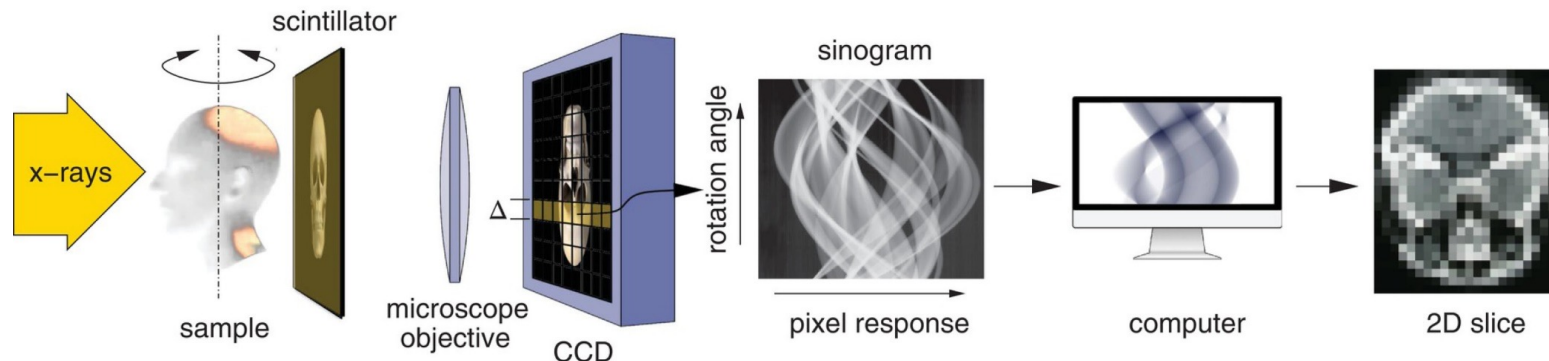 scintillator
x-rays
sample
microscope
objective
Δ
CCD
sinogram
rotation angle
pixel response
computer
2D slice